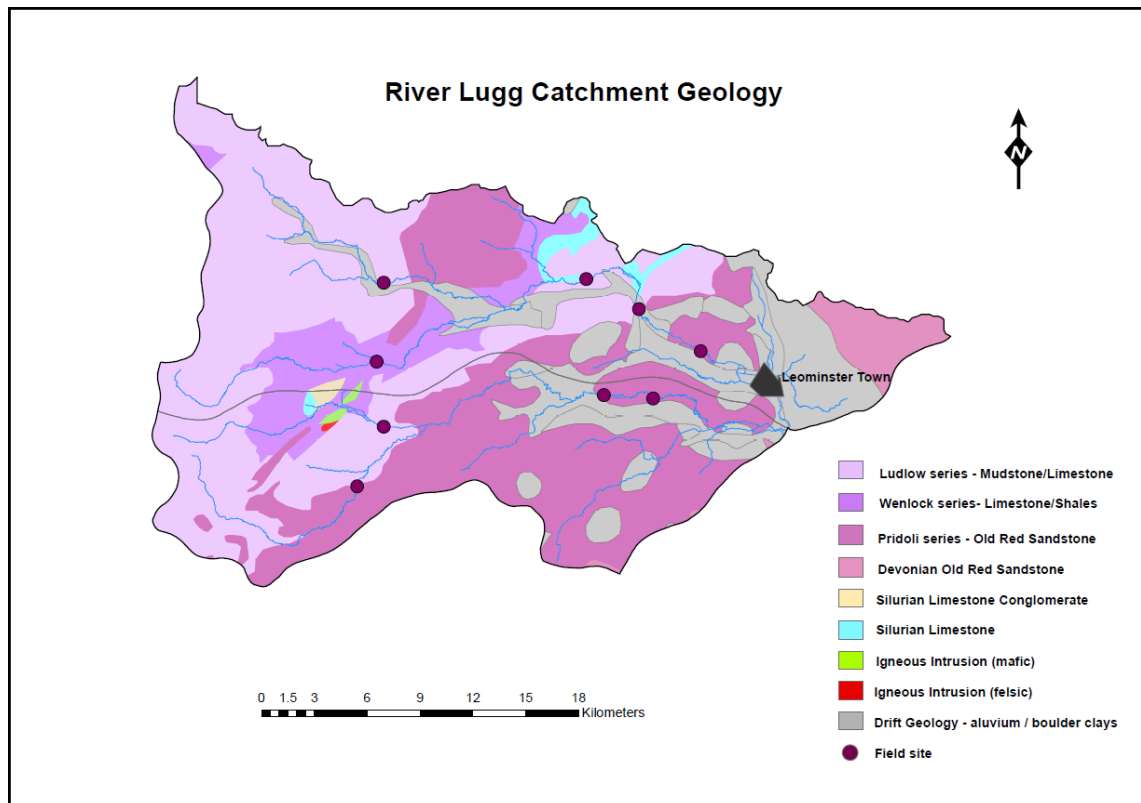 River Lugg Catchment Geology
N
Leominster Town
Ludlow series - Mudstone/Limestone
Wenlock series- Limestone/Shales
Pridoli series - Old Red Sandstone
Devonian Old Red Sandstone
Silurian Limestone Conglomerate
Silurian Limestone
Igneous Intrusion (mafic)
Igneous Intrusion (felsic)
Drift Geology - aluvium / boulder clays
Field site
0 1.5 3 6 9 12 15 18
Kilometers